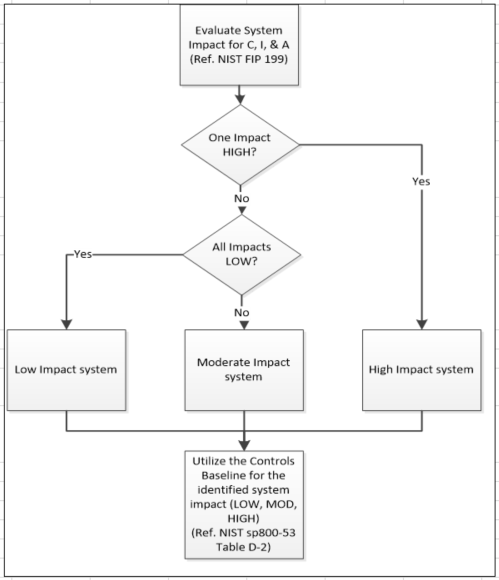 Evaluate System
Impact for C, I, & A
(Ref. NIST FIP 199)
One Impact
HIGH?
Yes
No
All Impacts
LOW?
Yes
No
Low Impact system
Moderate Impact
system
High Impact system
Utilize the Controls
Baseline for the
identified system
impact (LOW, MOD,
HIGH)
(Ref. NIST sp800-53
Table D-2)